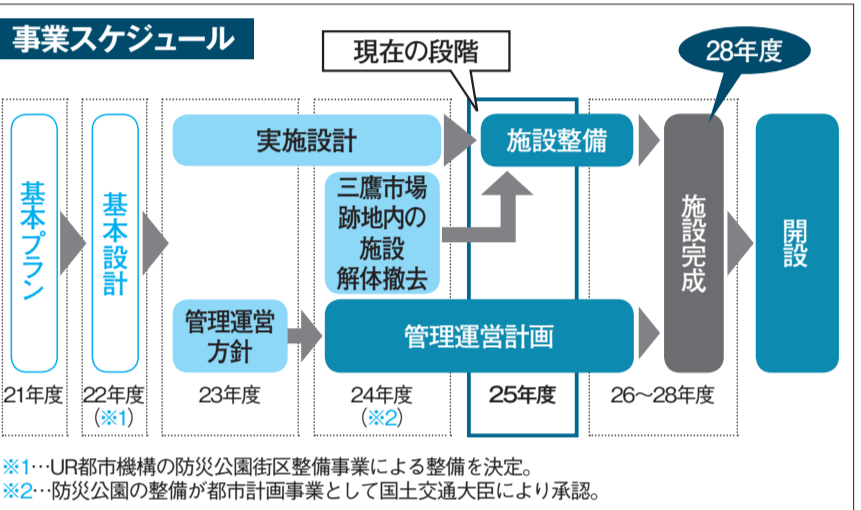 事業スケジュール
現在の段階
28年度
基本プラン
基本設計
実施設計
三鷹市場
跡地内の
施設
解体撤去
管理運営
方針
施設整備
管理運営計画
施設完成
開設
21年度
22年度
(※1)
23年度
24年度
(※2)
25年度
26〜28年度
※1…UR都市機構の防災公園街区整備事業による整備を決定。
※2…防災公園の整備が都市計画事業として国土交通大臣により承認。